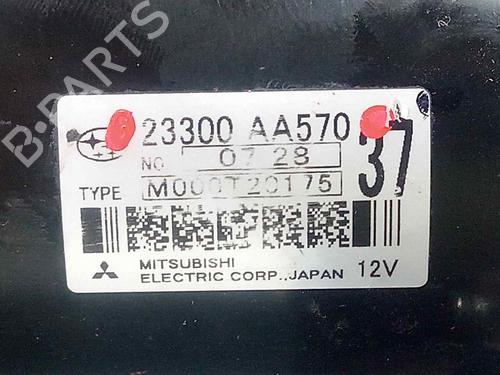 B-PARTS
23300 AA570
37
NO 07 28
TYPE M000T20175
MITSUBISHI
ELECTRIC CORP.,JAPAN 12V